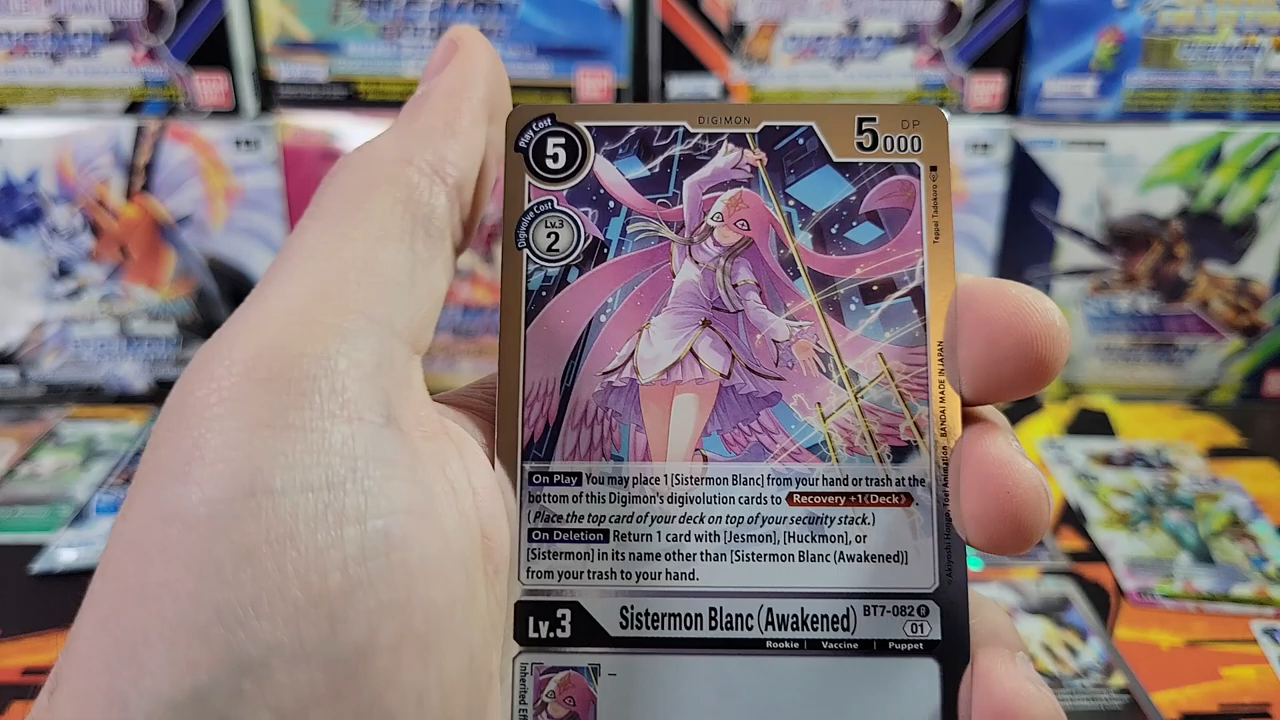 DIGIMON
Play Cost
5
DP
5000
Digivolve Cost
Lv.3
2
Teppei Tadokoro
On Play You may place 1 [Sistermon Blanc] from your hand or trash at the
bottom of this Digimon's digivolution cards to Recovery +1《Deck》.
(Place the top card of your deck on top of your security stack.)
On Deletion Return 1 card with [Jesmon], [Huckmon], or
[Sistermon] in its name other than [Sistermon Blanc (Awakened)]
from your trash to your hand.
©Akiyoshi Hongo, Toei Animation BANDAI MADE IN JAPAN
Lv.3
Sistermon Blanc (Awakened)
BT7-082 R
01
Rookie | Vaccine | Puppet
Inherited Eff
–